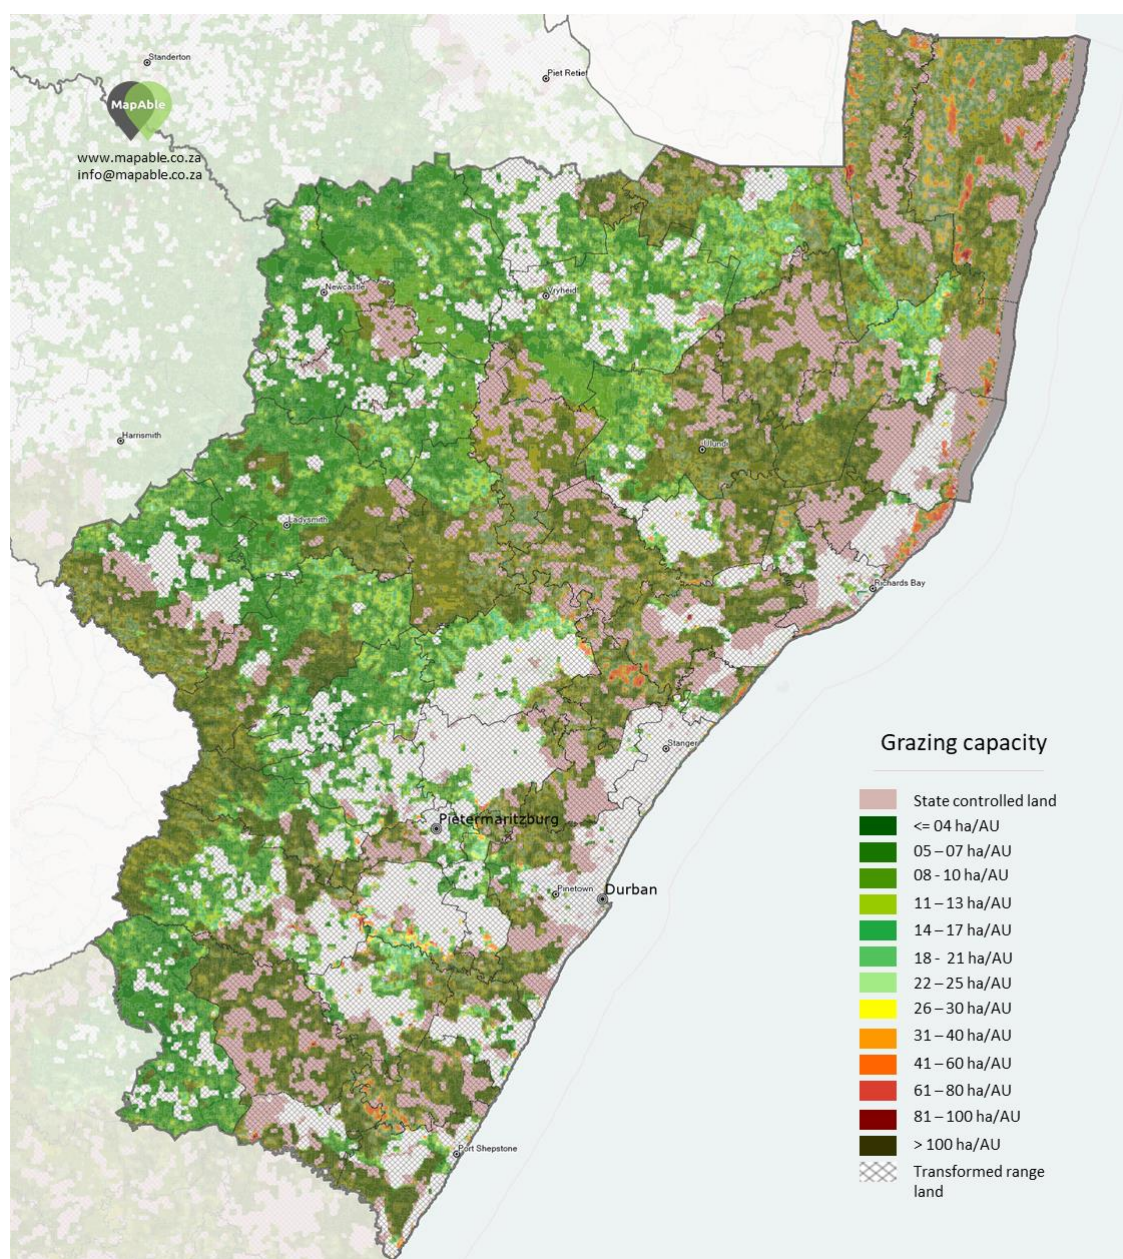 Standerton
Piet Retief
MapAble
www.mapable.co.za
info@mapable.co.za
Newcastle
Vryheid
Harrismith
Ulundi
Ladysmith
Richards Bay
Stanger
Grazing capacity
State controlled land
<= 04 ha/AU
Pietermaritzburg
05 – 07 ha/AU
08 - 10 ha/AU
Pinetown
Durban
11 – 13 ha/AU
14 – 17 ha/AU
18 - 21 ha/AU
22 – 25 ha/AU
26 – 30 ha/AU
31 – 40 ha/AU
41 – 60 ha/AU
61 – 80 ha/AU
81 – 100 ha/AU
> 100 ha/AU
Port Shepstone
Transformed range
land